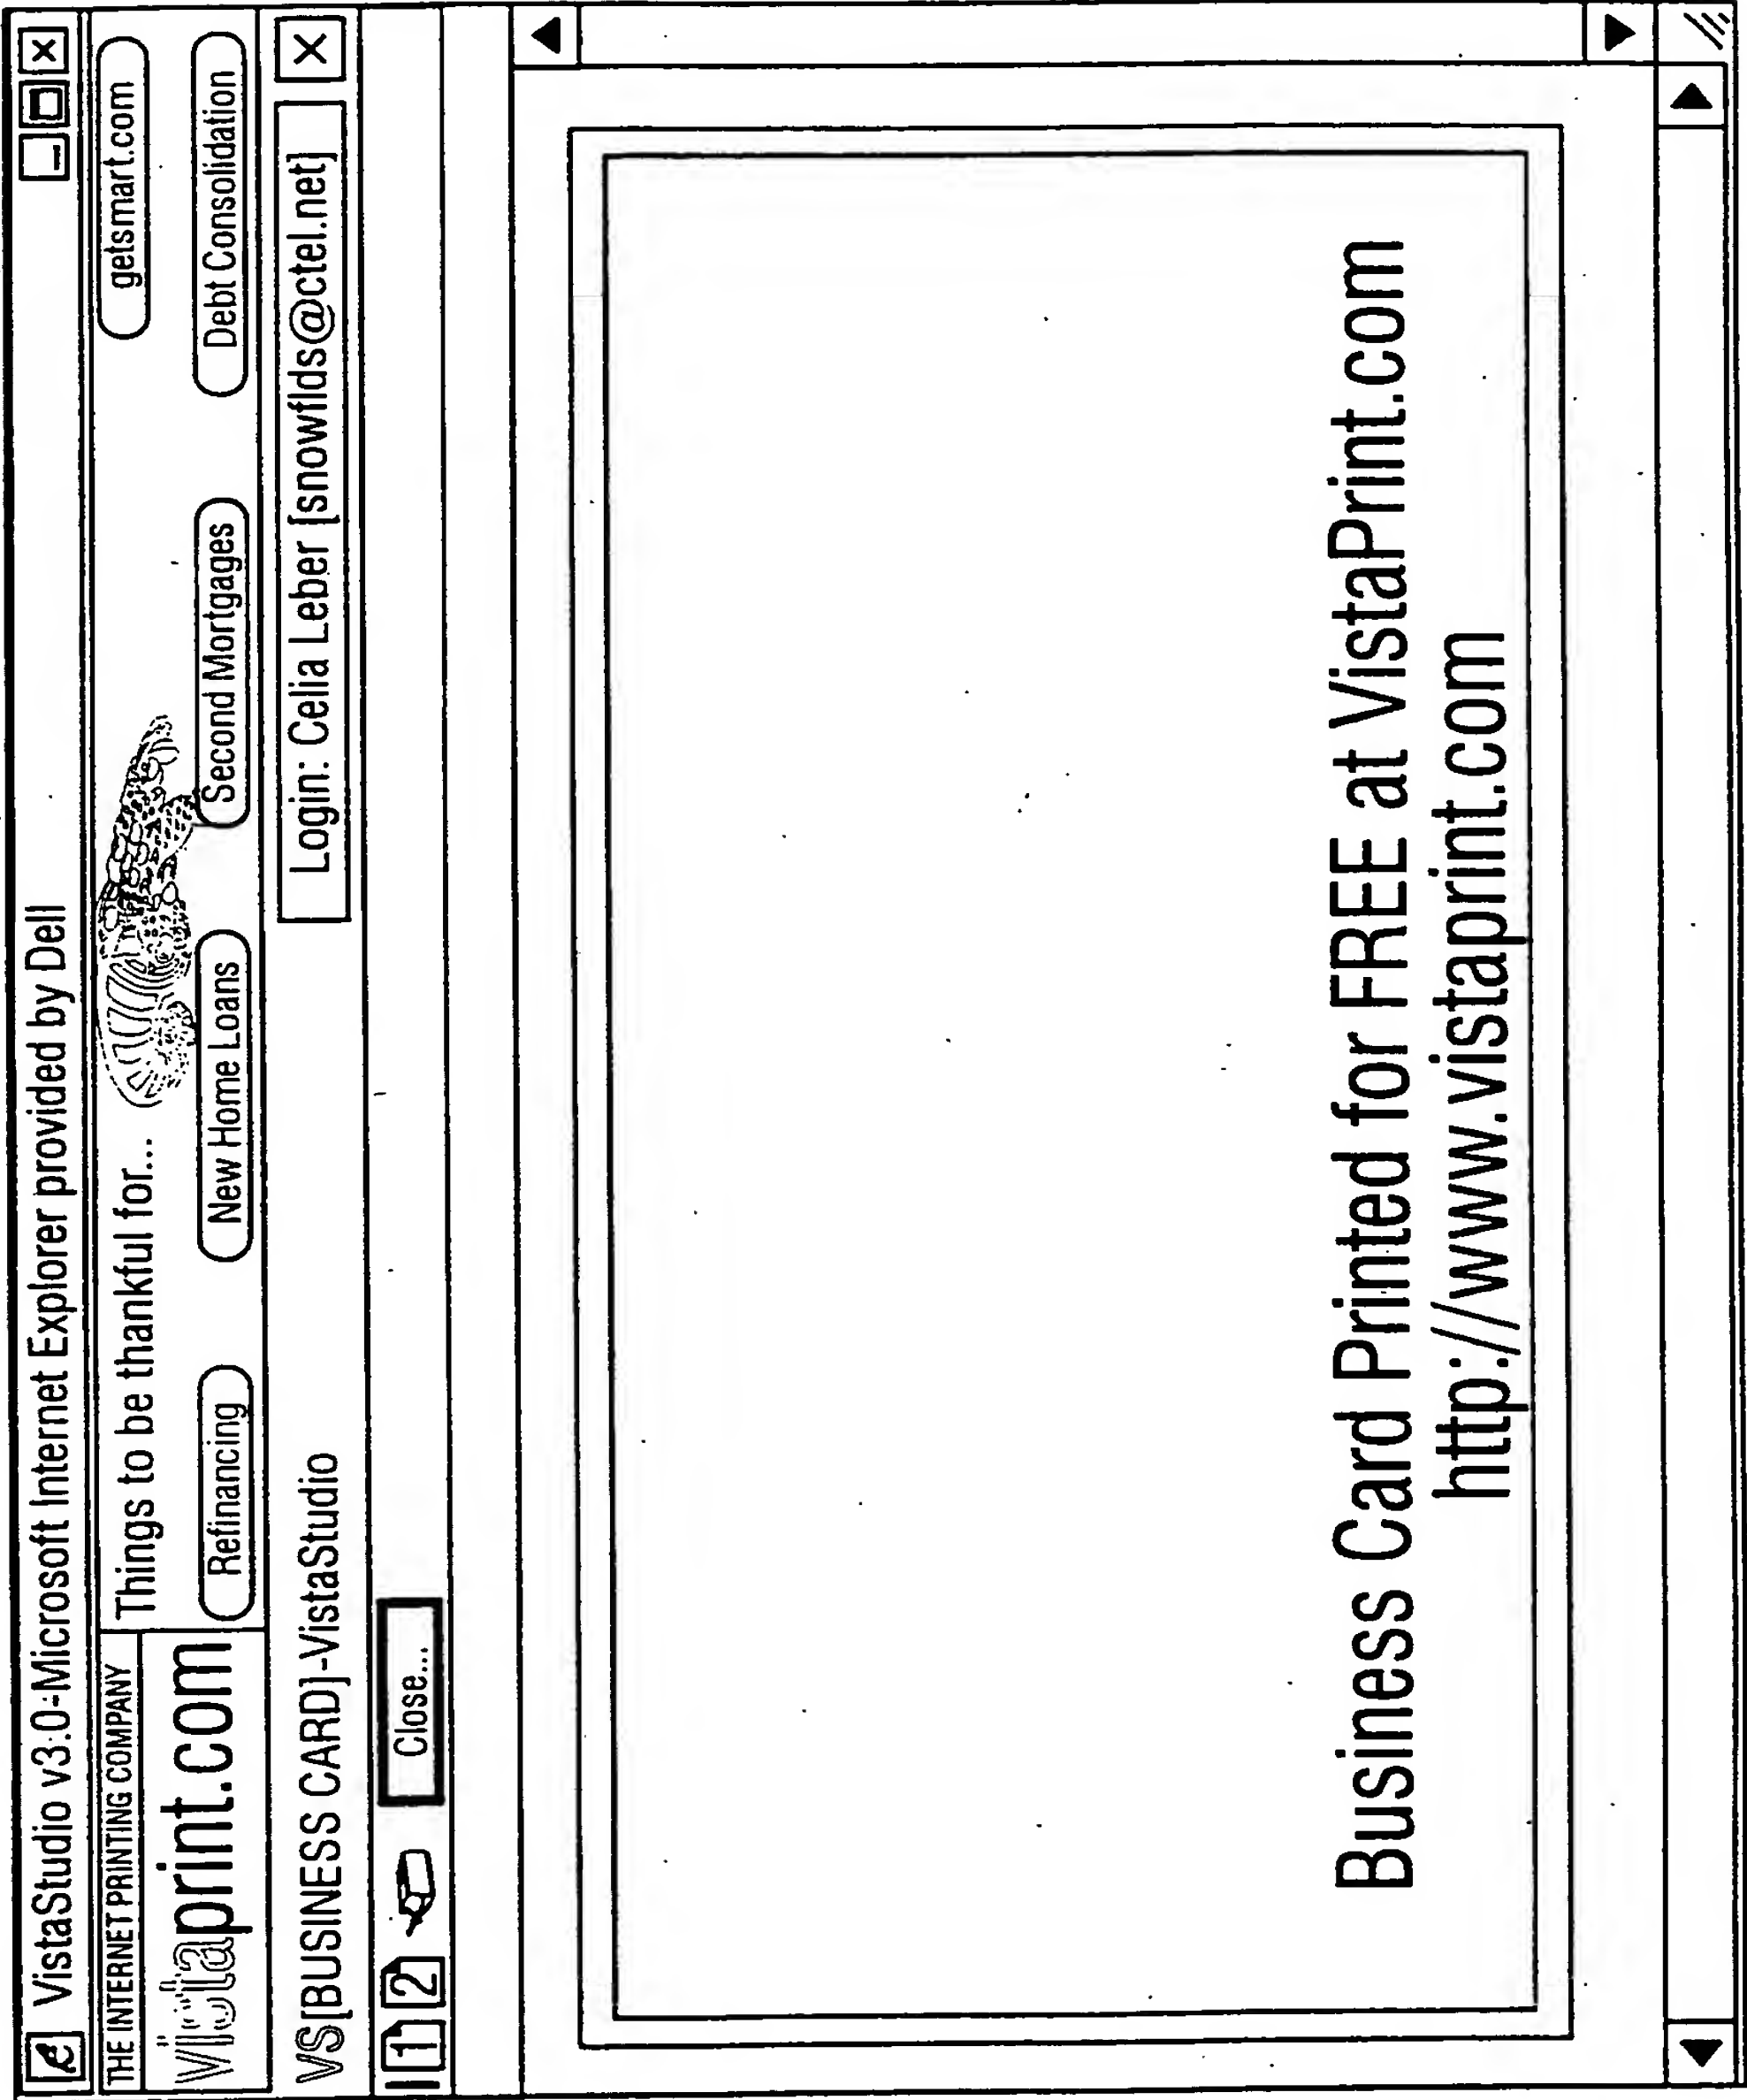 VistaStudio v3.0-Microsoft Internet Explorer provided by Dell
THE INTERNET PRINTING COMPANY
vistaprint.com
Things to be thankful for...
getsmart.com
Refinancing
New Home Loans
Second Mortgages
Debt Consolidation
VS[BUSINESS CARD]-VistaStudio
Login: Celia Leber [snowflds@ctel.net]
1 2 Close...
Business Card Printed for FREE at VistaPrint.com
http://www.vistaprint.com